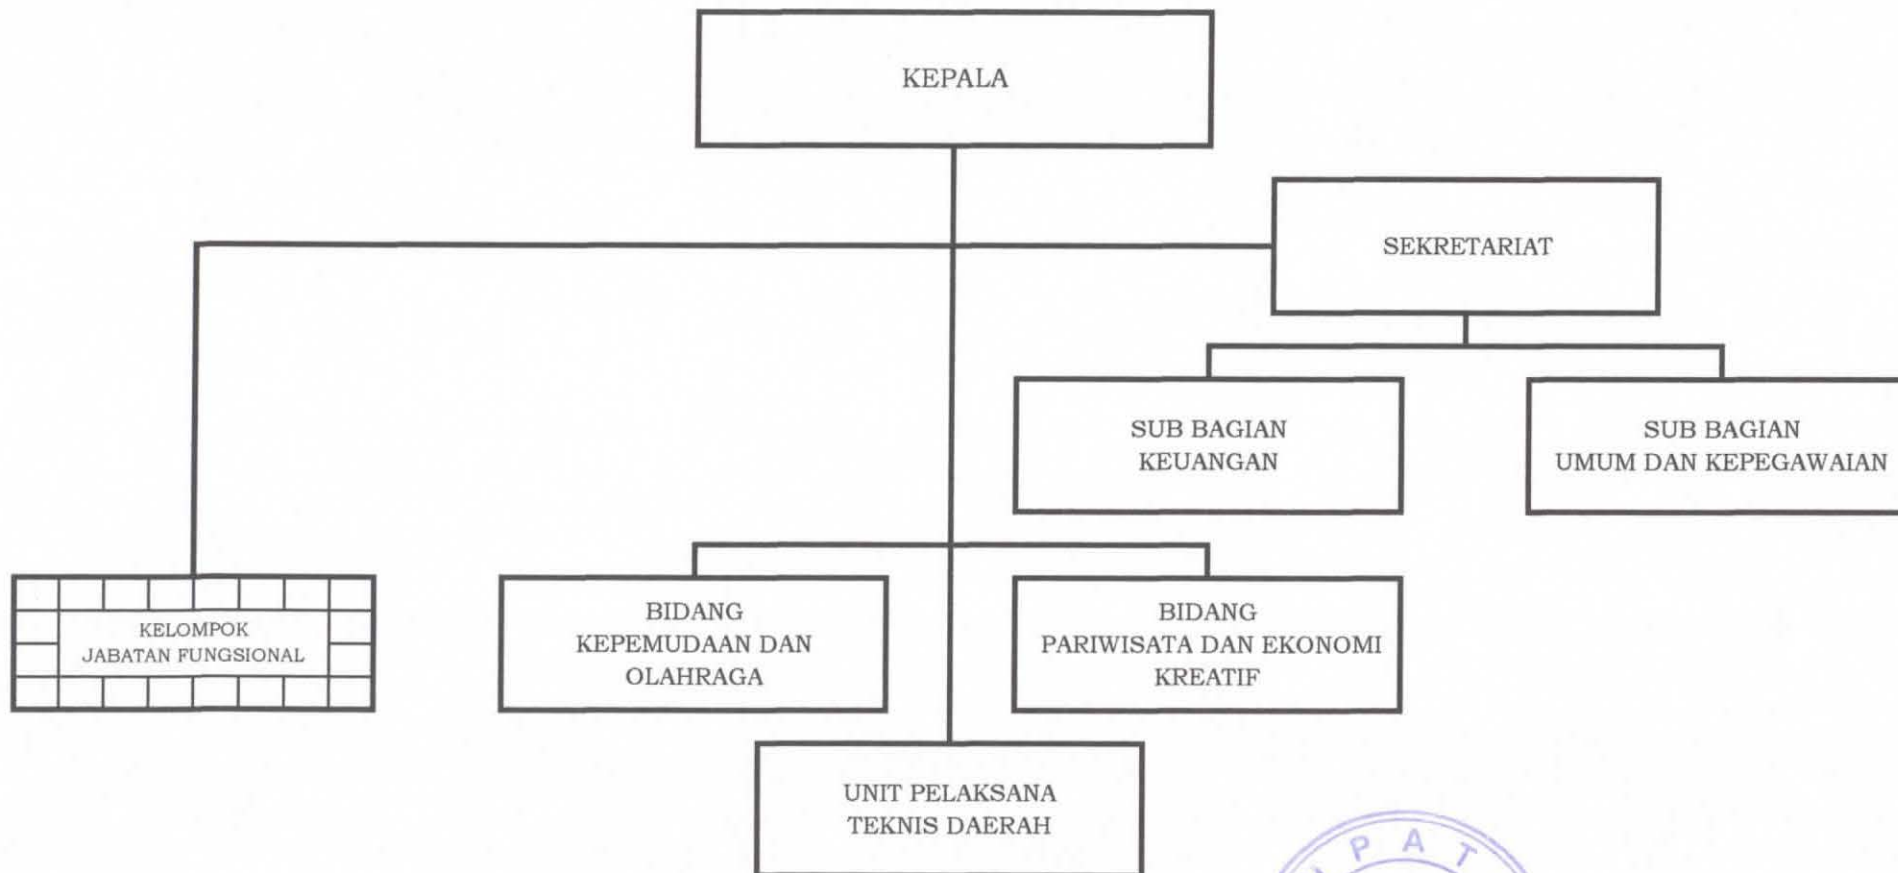 KEPALA
SEKRETARIAT
SUB BAGIAN
KEUANGAN
SUB BAGIAN
UMUM DAN KEPEGAWAIAN
KELOMPOK
JABATAN FUNGSIONAL
BIDANG
KEPEMUDAAN DAN
OLAHRAGA
BIDANG
PARIWISATA DAN EKONOMI
KREATIF
UNIT PELAKSANA
TEKNIS DAERAH
PAT